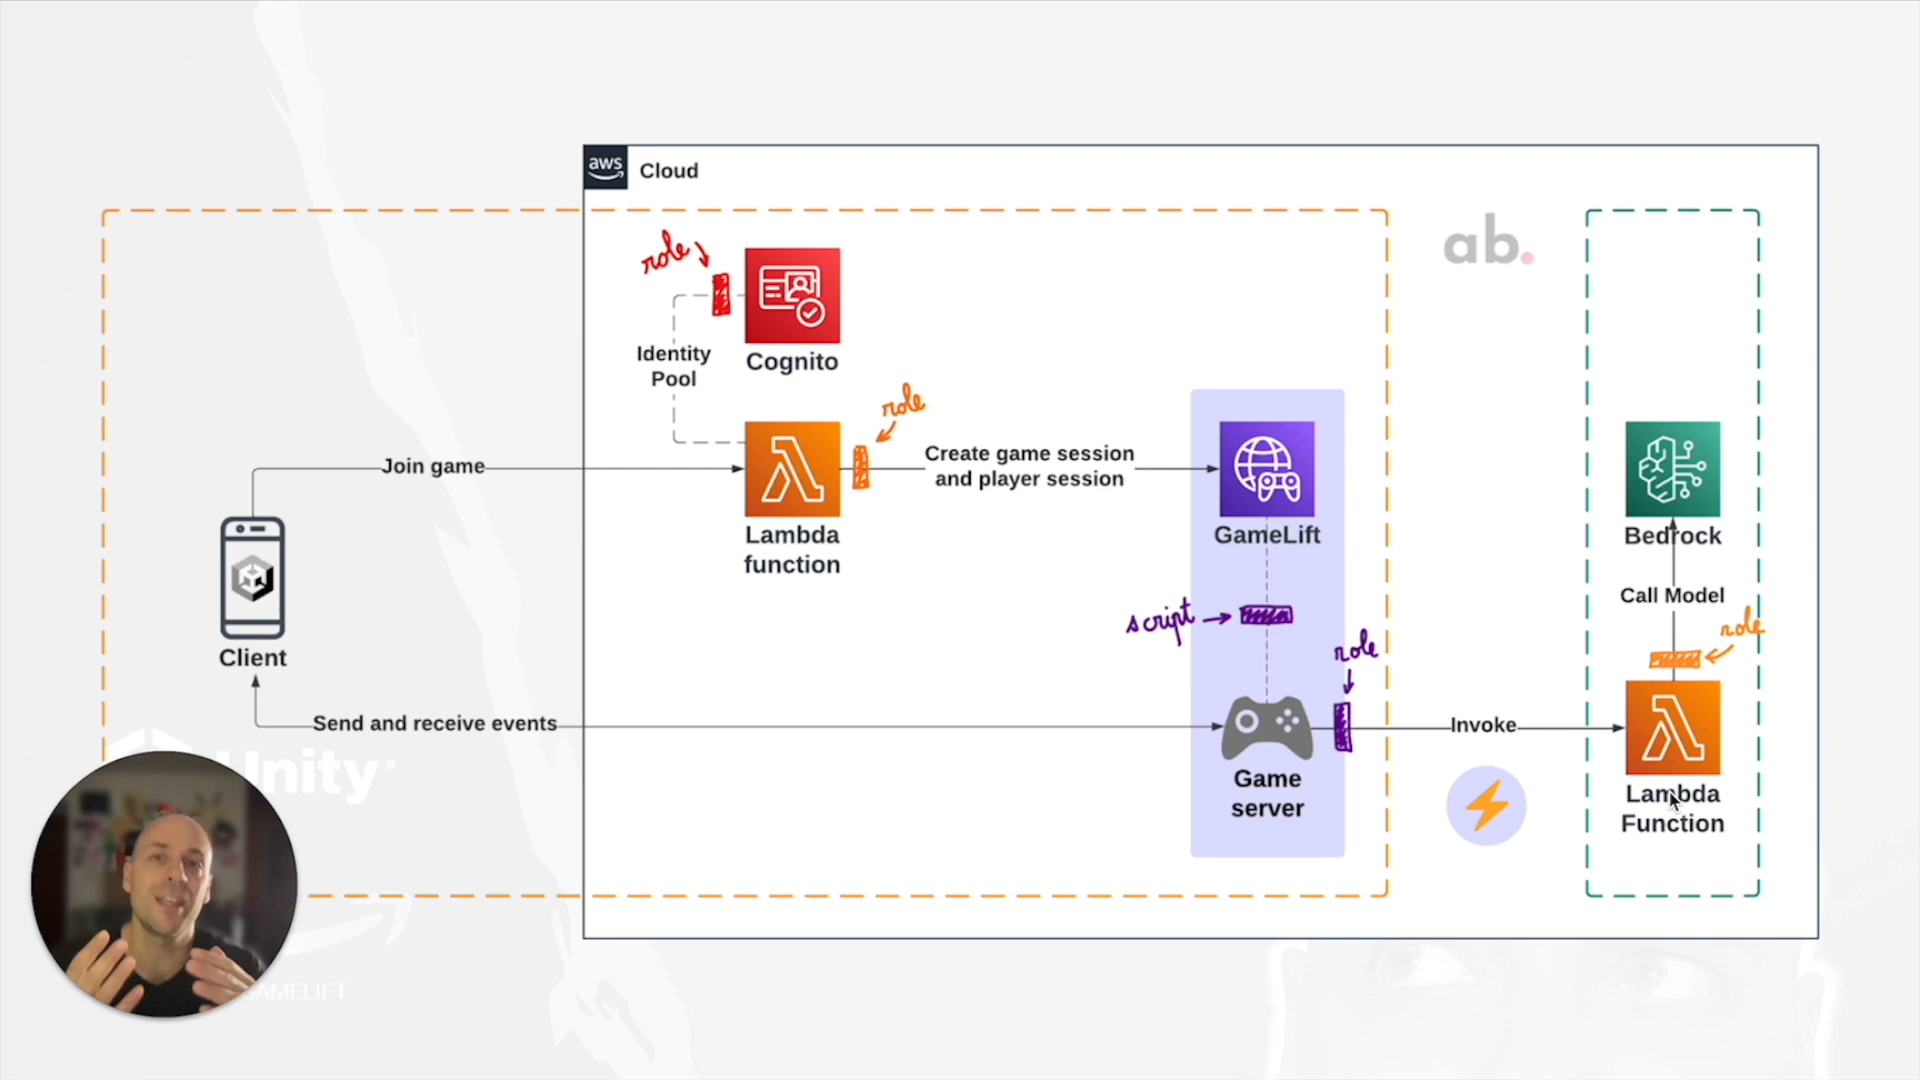 aws
Cloud
ab.
role
Identity
Pool
Cognito
role
Join game
Lambda
function
Create game session
and player session
GameLift
Bedrock
Call Model
role
Client
script
role
Send and receive events
Game
server
Invoke
Lambda
Function
Unity
GAMELIFT